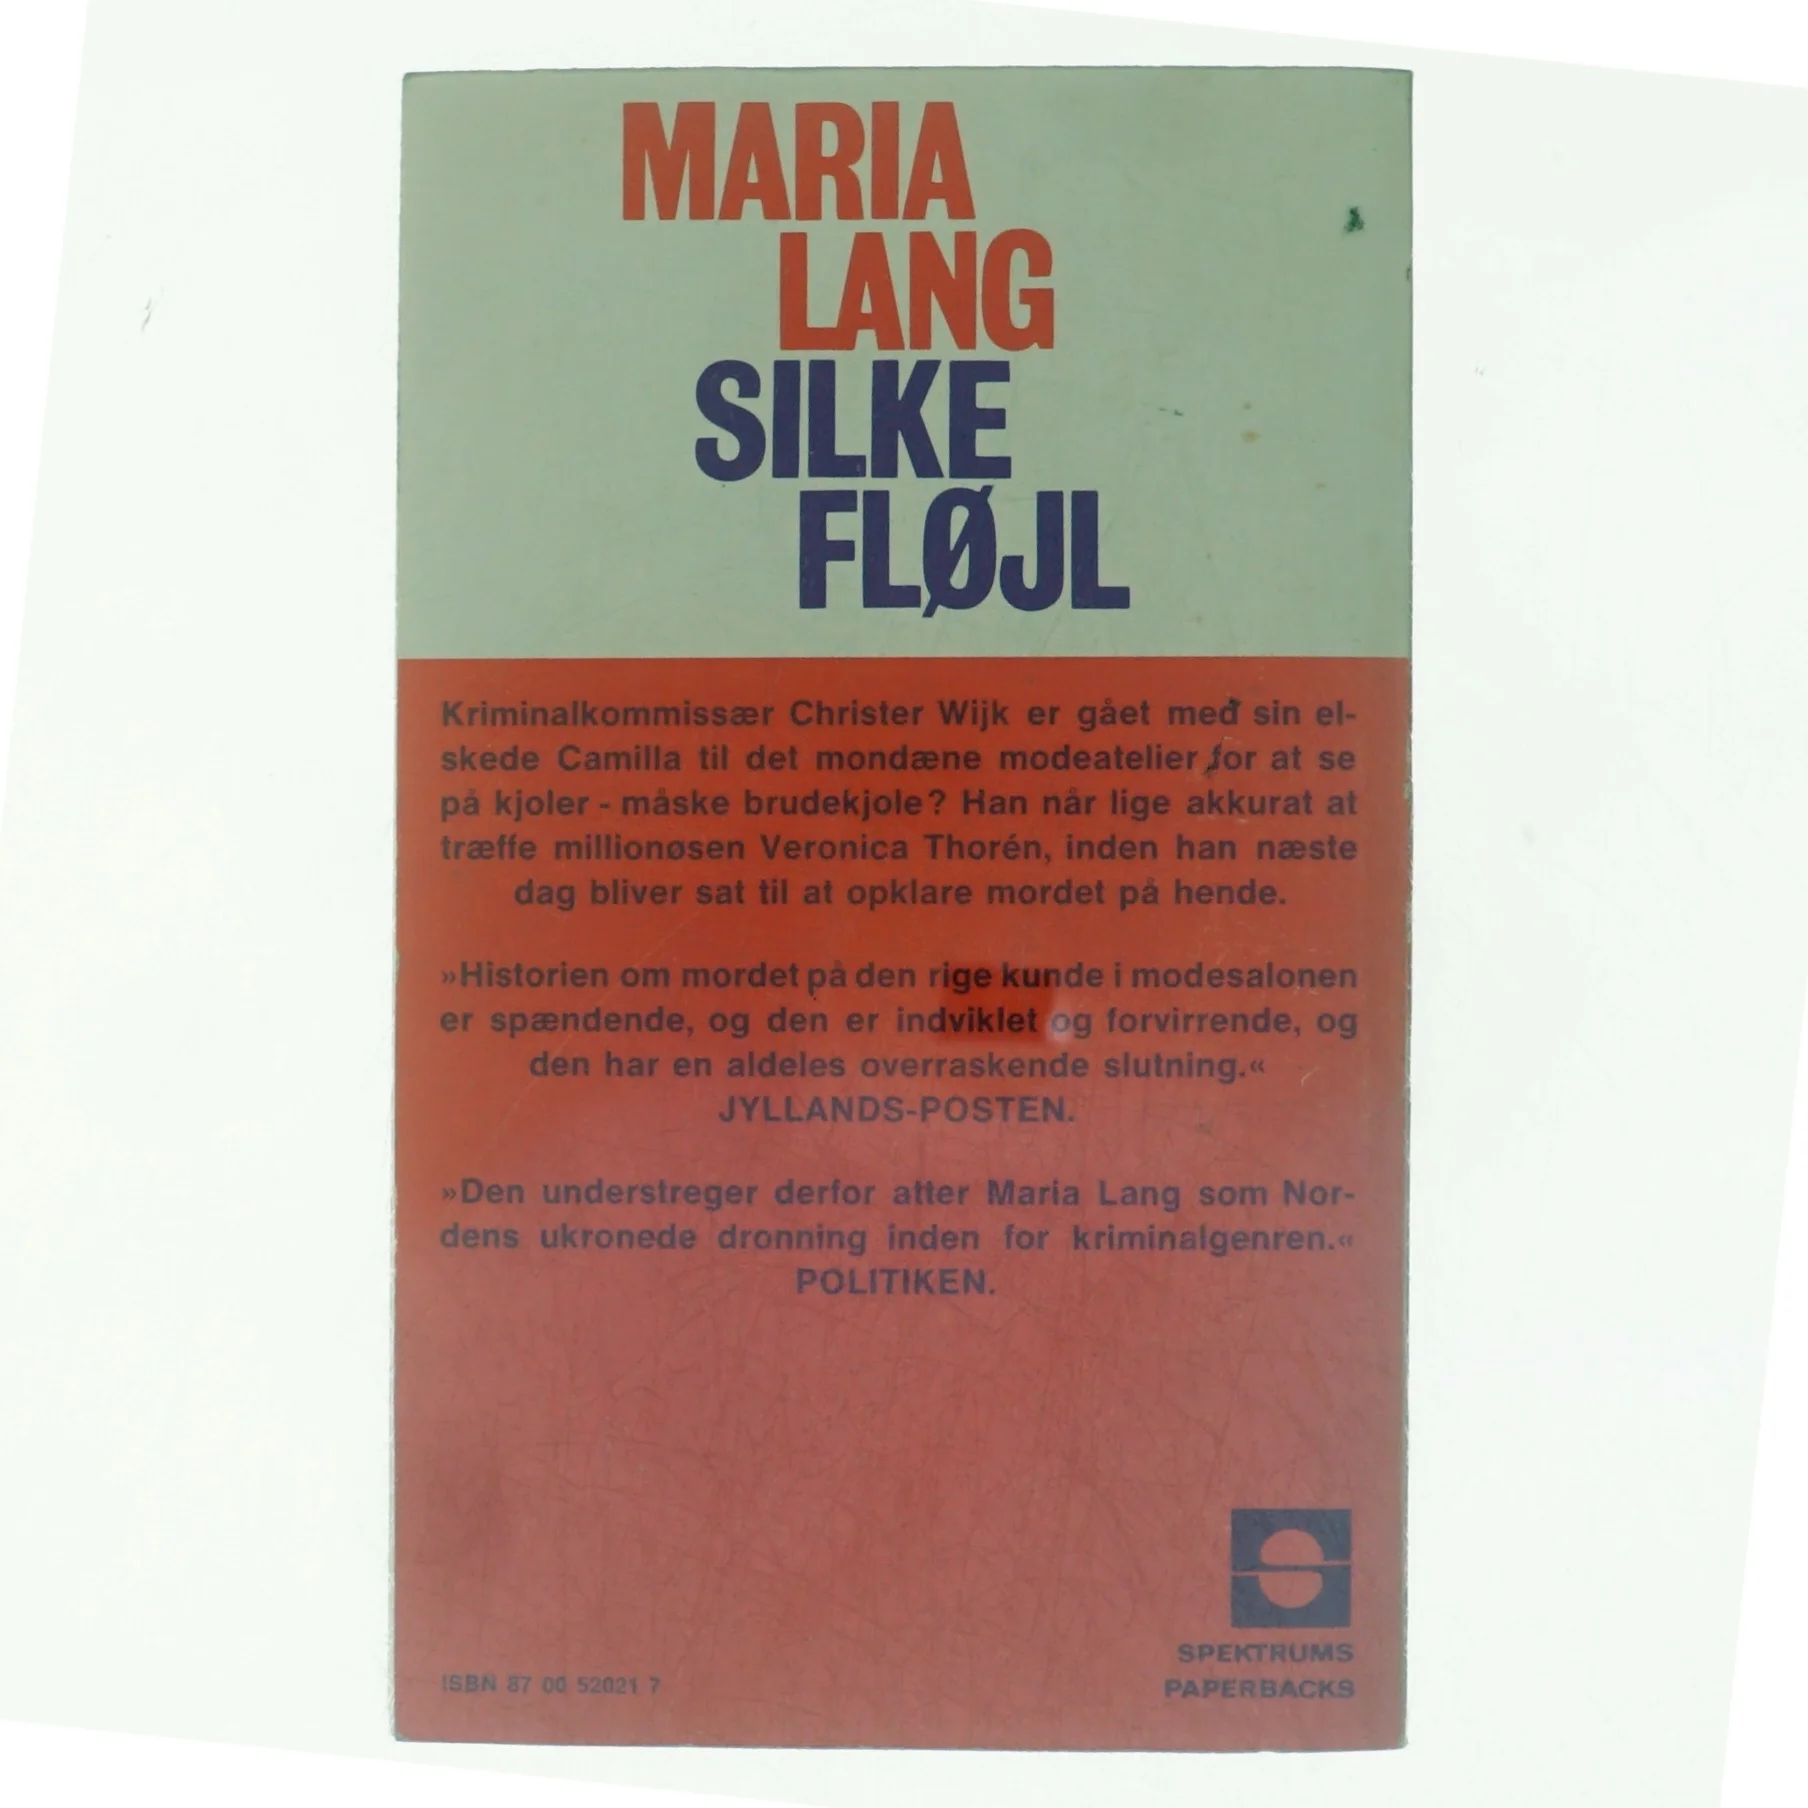 MARIA
LANG
SILKE
FLØJL
Kriminalkommissær Christer Wijk er gået med sin el-
skede Camilla til det mondæne modeatelier for at se
på kjoler - måske brudekjole? Han når lige akkurat at
træffe millionøsen Veronica Thorén, inden han næste
dag bliver sat til at opklare mordet på hende.
»Historien om mordet på den rige kunde i modesalonen
er spændende, og den er indviklet og forvirrende, og
den har en aldeles overraskende slutning.«
JYLLANDS-POSTEN.
»Den understreger derfor atter Maria Lang som Nor-
dens ukronede dronning inden for kriminalgenren.«
POLITIKEN.
SPEKTRUMS
PAPERBACKS
ISBN 87 00 52021 7